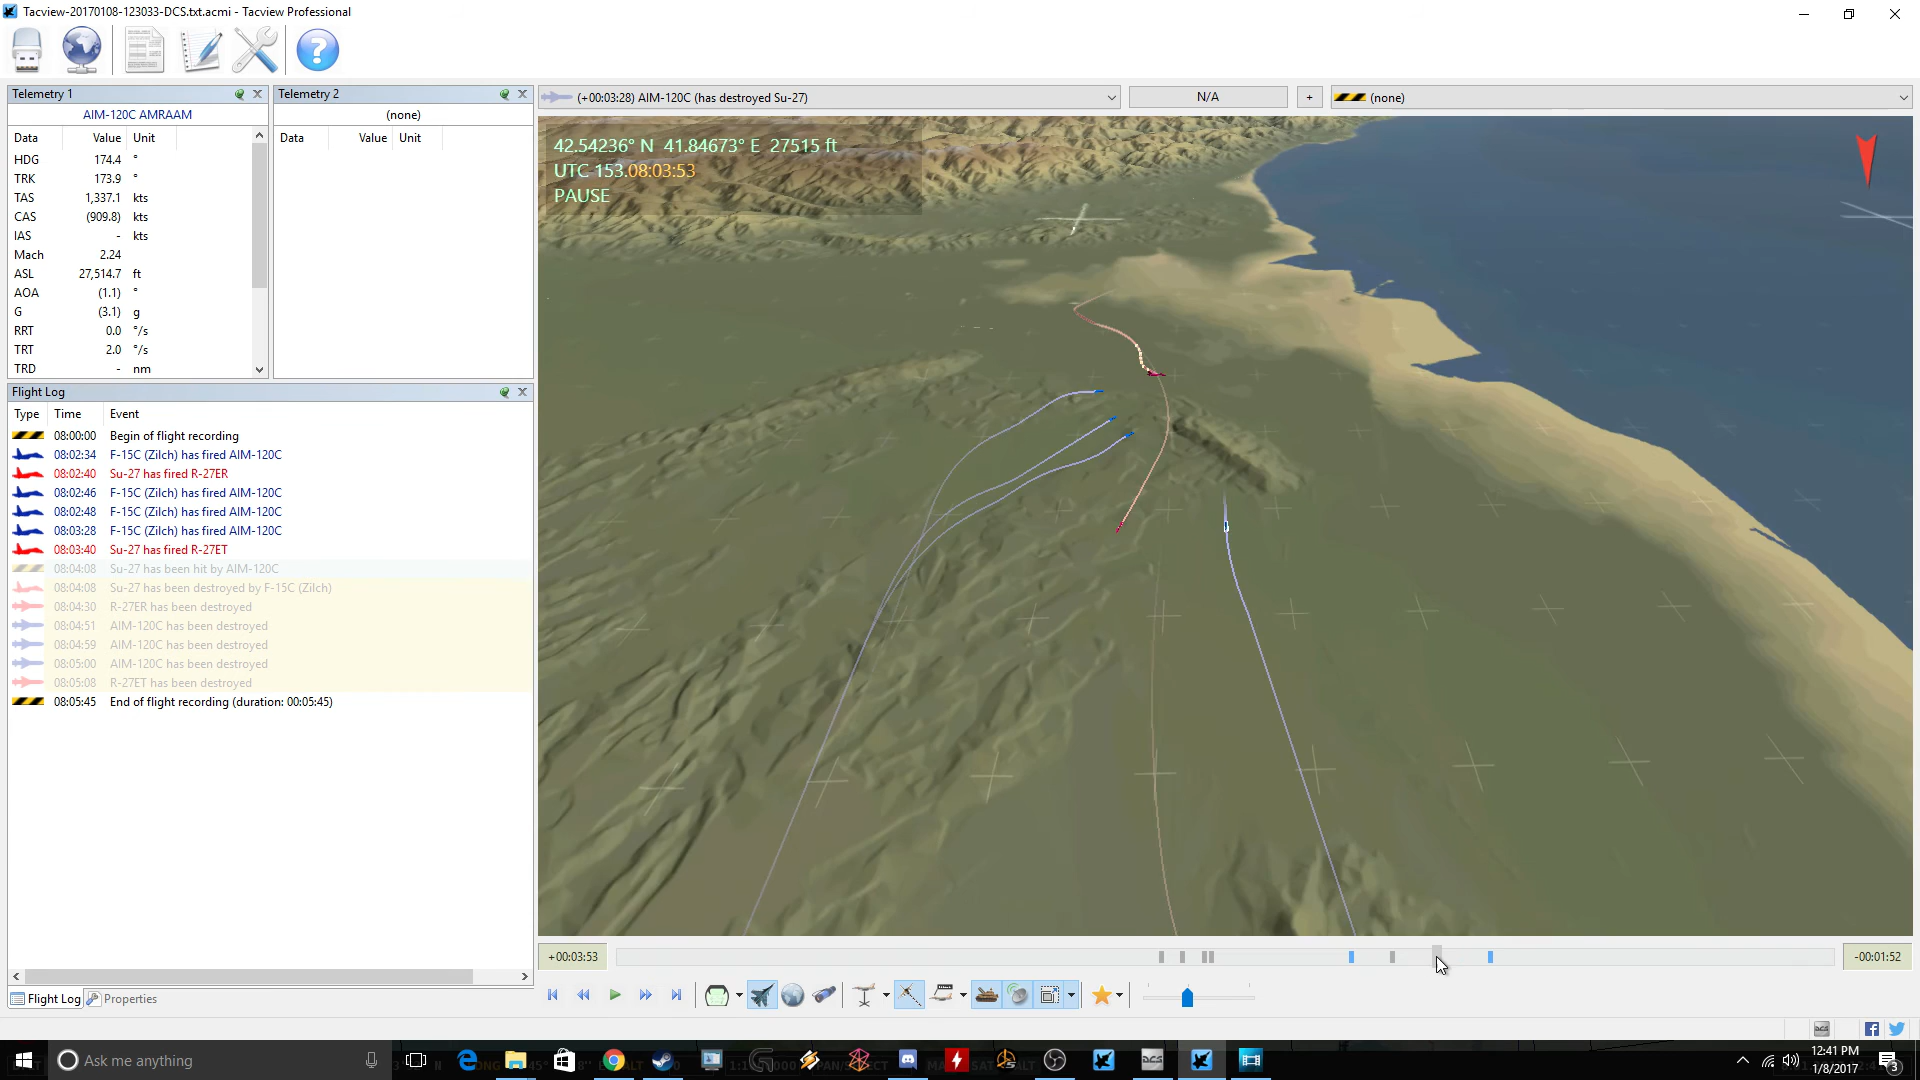 Tacview-20170108-123033-DCS.txt.acmi - Tacview Professional
Telemetry 1
AIM-120C AMRAAM
Data Value Unit
HDG 174.4 °
TRK 173.9 °
TAS 1,337.1 kts
CAS (909.8) kts
IAS - kts
Mach 2.24
ASL 27,514.7 ft
AOA (1.1) °
G (3.1) g
RRT 0.0 °/s
TRT 2.0 °/s
TRD - nm
Telemetry 2
(none)
Data Value Unit
Flight Log
Type Time Event
08:00:00 Begin of flight recording
08:02:34 F-15C (Zilch) has fired AIM-120C
08:02:40 Su-27 has fired R-27ER
08:02:46 F-15C (Zilch) has fired AIM-120C
08:02:48 F-15C (Zilch) has fired AIM-120C
08:03:28 F-15C (Zilch) has fired AIM-120C
08:03:40 Su-27 has fired R-27ET
08:04:08 Su-27 has been hit by AIM-120C
08:04:08 Su-27 has been destroyed by F-15C (Zilch)
08:04:30 R-27ER has been destroyed
08:04:51 AIM-120C has been destroyed
08:04:59 AIM-120C has been destroyed
08:05:00 AIM-120C has been destroyed
08:05:08 R-27ET has been destroyed
08:05:45 End of flight recording (duration: 00:05:45)
Flight Log Properties
(+00:03:28) AIM-120C (has destroyed Su-27)
N/A
+
(none)
42.54236° N 41.84673° E 27515 ft
UTC 153.08:03:53
PAUSE
+00:03:53
-00:01:52
DCS
Ask me anything
DCS
12:41 PM
1/8/2017
3